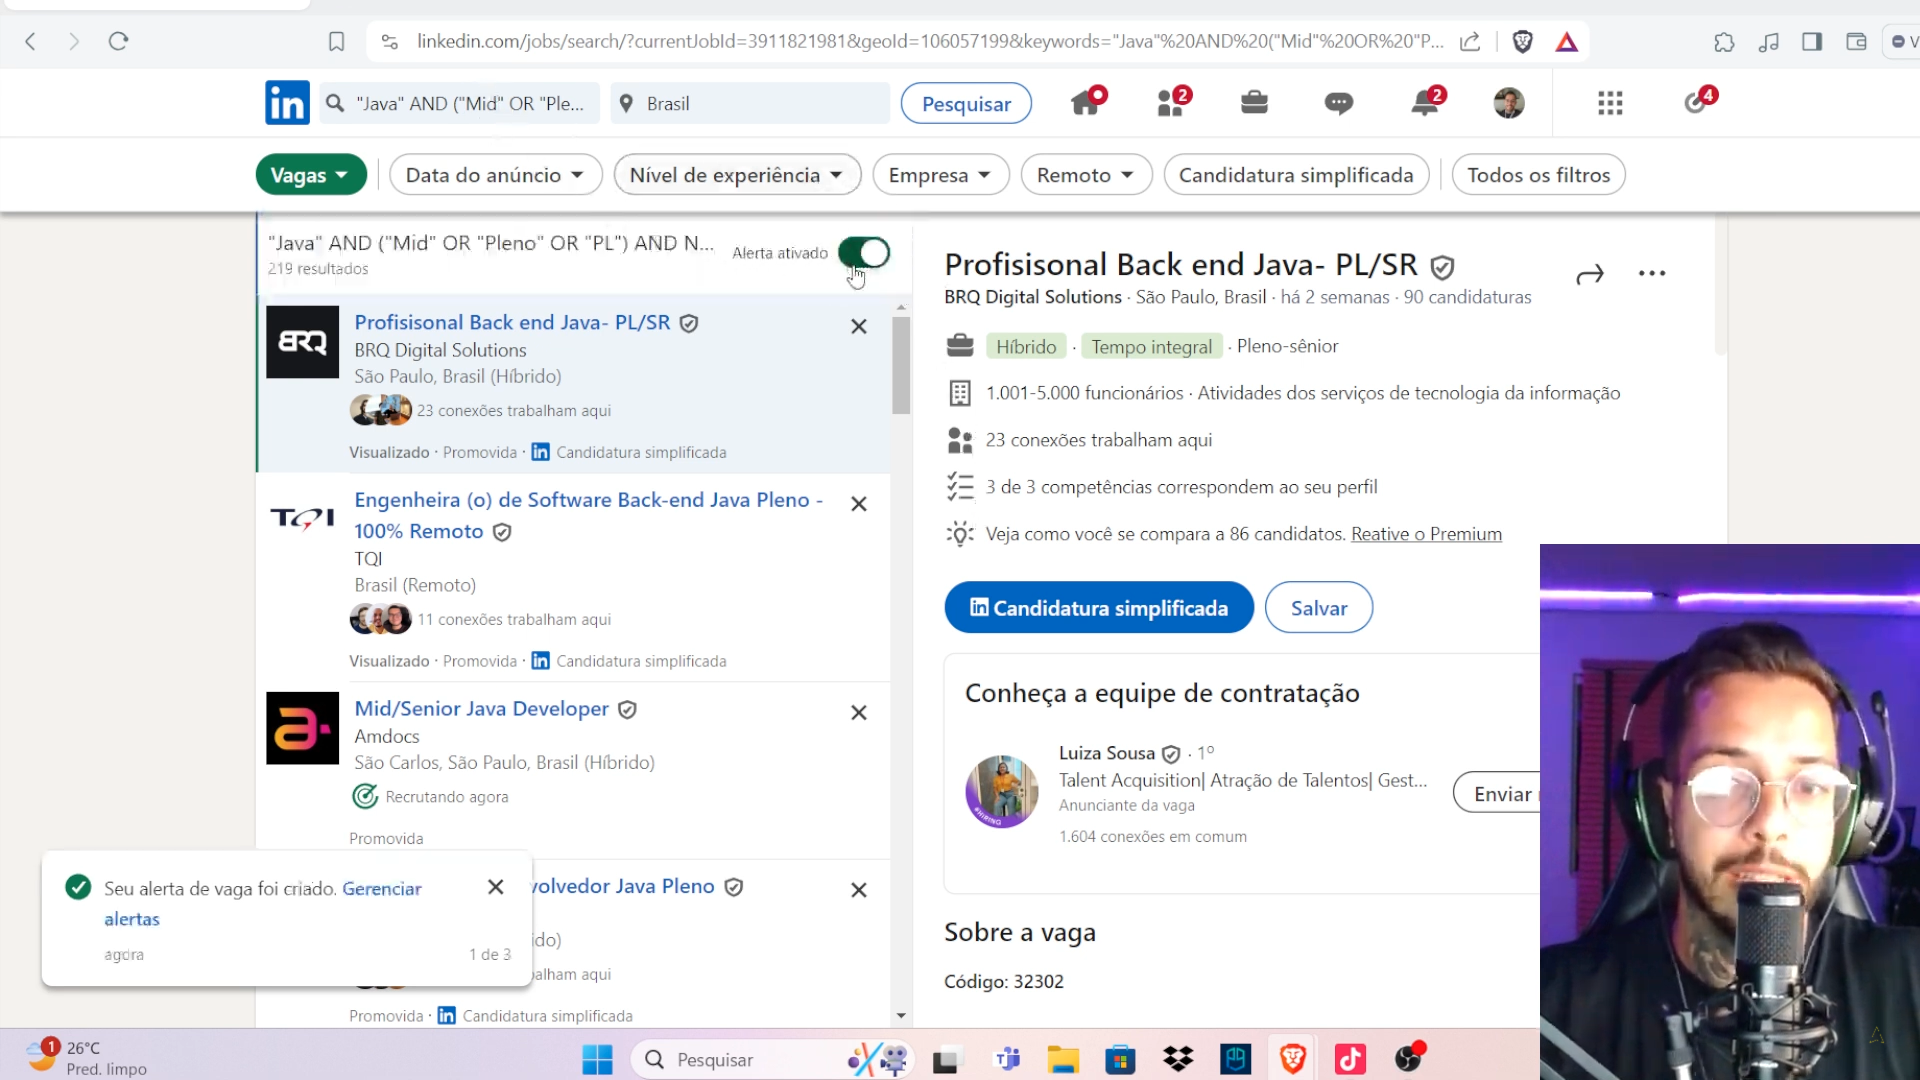 linkedin.com/jobs/search/?currentJobId=3911821981&geoId=106057199&keywords="Java"%20AND%20("Mid"%20OR%20"P...
in
"Java" AND ("Mid" OR "Ple...
Brasil
Pesquisar
2
2
4
Vagas
Data do anúncio
Nível de experiência
Empresa
Remoto
Candidatura simplificada
Todos os filtros
"Java" AND ("Mid" OR "Pleno" OR "PL") AND N...
219 resultados
Alerta ativado
BRQ
Profisisonal Back end Java- PL/SR
BRQ Digital Solutions
São Paulo, Brasil (Híbrido)
23 conexões trabalham aqui
Visualizado · Promovida · in Candidatura simplificada
TQI
Engenheira (o) de Software Back-end Java Pleno -
100% Remoto
TQI
Brasil (Remoto)
11 conexões trabalham aqui
Visualizado · Promovida · in Candidatura simplificada
a
Mid/Senior Java Developer
Amdocs
São Carlos, São Paulo, Brasil (Híbrido)
Recrutando agora
Promovida
volvedor Java Pleno
ido)
alham aqui
Promovida · in Candidatura simplificada
Seu alerta de vaga foi criado. Gerenciar
alertas
agora
1 de 3
Profisisonal Back end Java- PL/SR
BRQ Digital Solutions · São Paulo, Brasil · há 2 semanas · 90 candidaturas
Híbrido · Tempo integral · Pleno-sênior
1.001-5.000 funcionários · Atividades dos serviços de tecnologia da informação
23 conexões trabalham aqui
3 de 3 competências correspondem ao seu perfil
Veja como você se compara a 86 candidatos. Reative o Premium
in Candidatura simplificada
Salvar
Conheça a equipe de contratação
Luiza Sousa · 1º
Talent Acquisition| Atração de Talentos| Gest...
Anunciante da vaga
1.604 conexões em comum
Enviar
Sobre a vaga
Código: 32302
1
26°C
Pred. limpo
Pesquisar